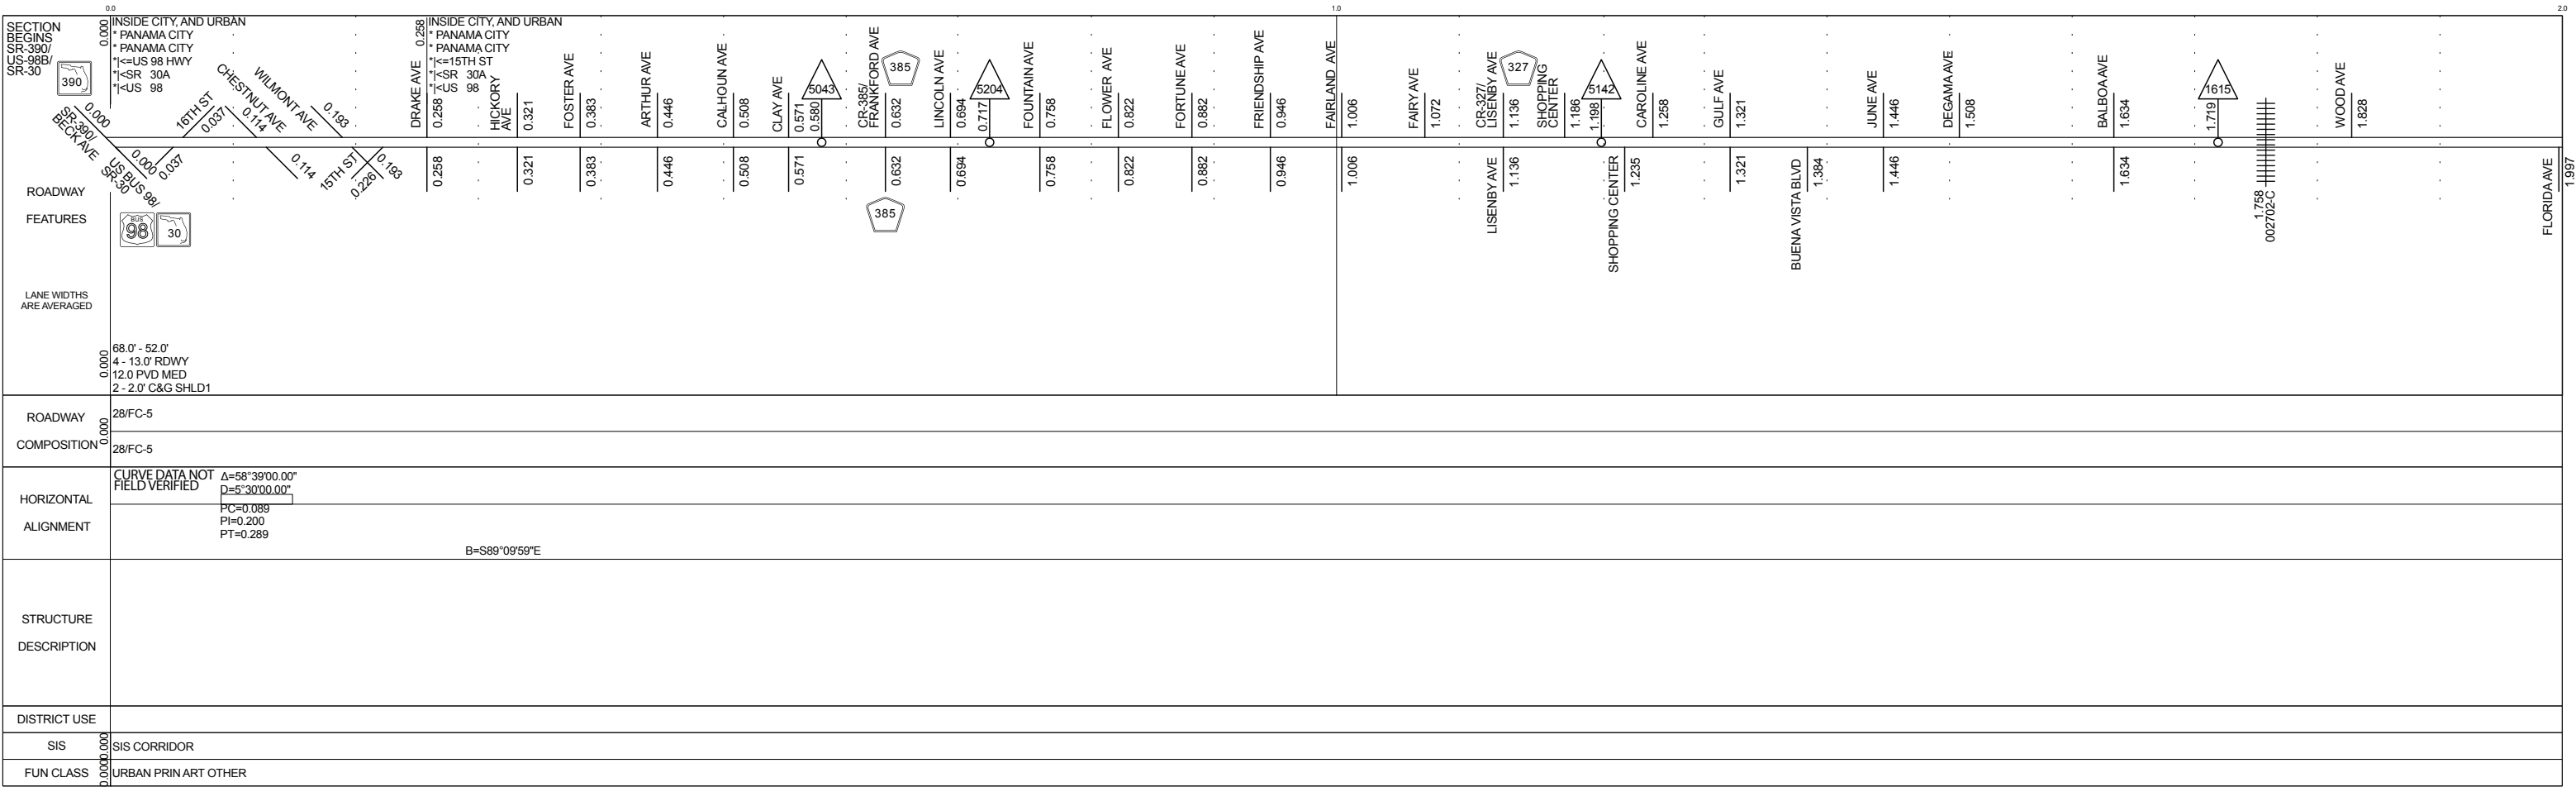 0.0
1.0
2.0
SECTION
BEGINS
SR-390/
US-98B/
SR-30
390
0.000
INSIDE CITY, AND URBAN
* PANAMA CITY
* PANAMA CITY
*|<=US 98 HWY
*|<SR 30A
*|<US 98
0.258
INSIDE CITY, AND URBAN
* PANAMA CITY
* PANAMA CITY
*|<=15TH ST
*|<SR 30A
*|<US 98
0.000
SR-390/
BECK AVE
16TH ST
0.037
CHESTNUT AVE
0.114
WILMONT AVE
0.193
DRAKE AVE
0.258
HICKORY
AVE
0.321
FOSTER AVE
0.383
ARTHUR AVE
0.446
CALHOUN AVE
0.508
CLAY AVE
0.571
0.580
5043
CR-385/
FRANKFORD AVE
0.632
385
LINCOLN AVE
0.694
0.717
5204
FOUNTAIN AVE
0.758
FLOWER AVE
0.822
FORTUNE AVE
0.882
FRIENDSHIP AVE
0.946
FAIRLAND AVE
1.006
FAIRY AVE
1.072
CR-327/
LISENBY AVE
1.136
327
SHOPPING
CENTER
1.186
1.198
5142
CAROLINE AVE
1.258
GULF AVE
1.321
JUNE AVE
1.446
DEGAMA AVE
1.508
BALBOA AVE
1.634
1.719
1615
WOOD AVE
1.828
0.000
US BUS 98/
SR-30
0.037
0.114
15TH ST
0.226
0.193
0.258
0.321
0.383
0.446
0.508
0.571
0.632
0.694
0.758
0.822
0.882
0.946
1.006
LISENBY AVE
1.136
SHOPPING CENTER
1.235
1.321
BUENA VISTA BLVD
1.384
1.446
1.634
1.758
002702-C
FLORIDA AVE
1.997
BUS
98
30
385
ROADWAY
FEATURES
LANE WIDTHS
ARE AVERAGED
0.000
68.0' - 52.0'
4 - 13.0' RDWY
12.0 PVD MED
2 - 2.0' C&G SHLD1
ROADWAY
COMPOSITION
0.000
28/FC-5
28/FC-5
HORIZONTAL
ALIGNMENT
CURVE DATA NOT
FIELD VERIFIED
Δ=58°39'00.00"
D=5°30'00.00"
PC=0.089
PI=0.200
PT=0.289
B=S89°09'59"E
STRUCTURE
DESCRIPTION
DISTRICT USE
SIS
0.000
SIS CORRIDOR
FUN CLASS
0.000
URBAN PRIN ART OTHER